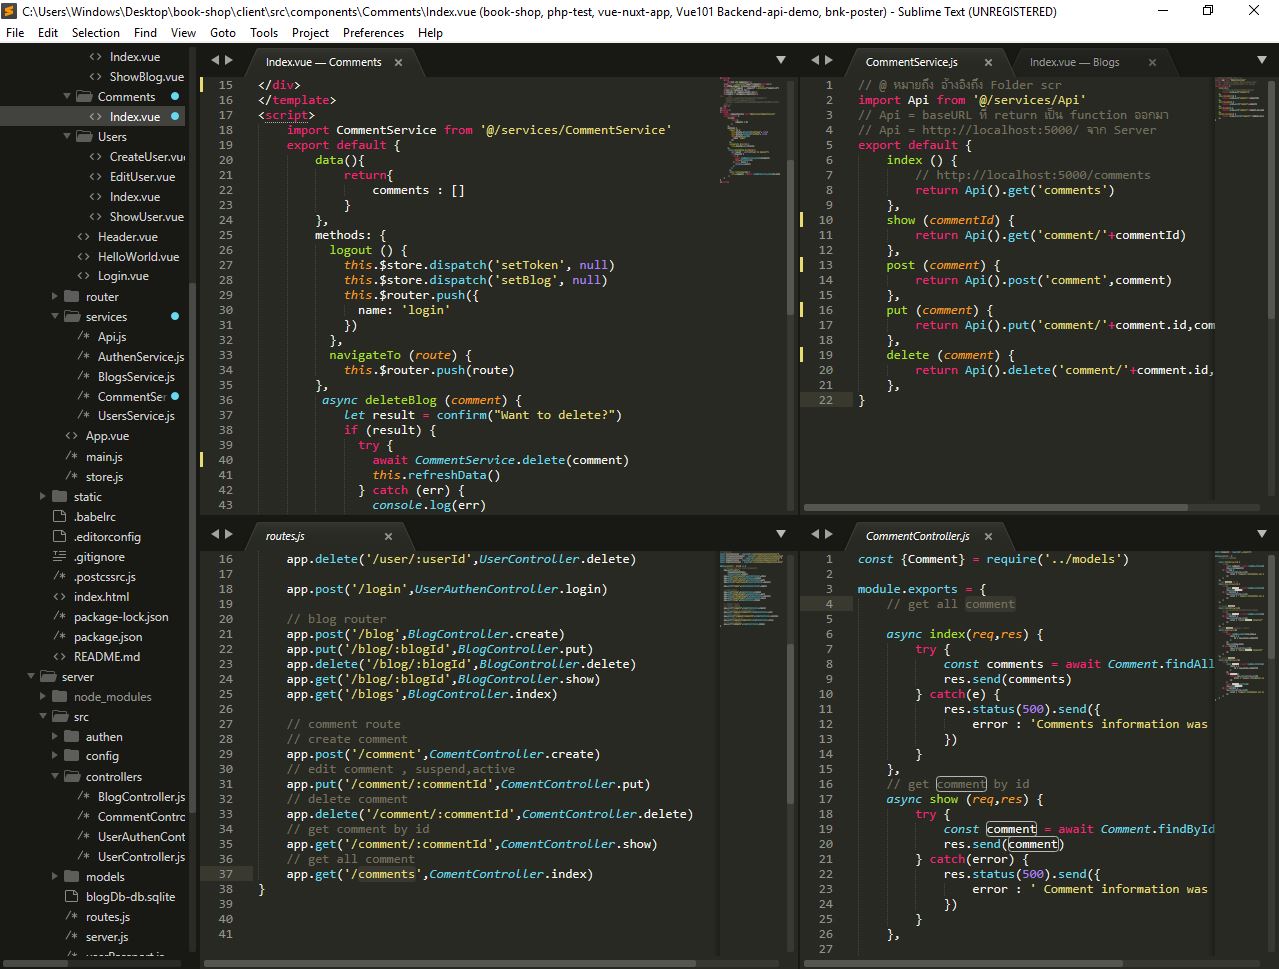 C:\Users\Windows\Desktop\book-shop\client\src\components\Comments\Index.vue (book-shop, php-test, vue-nuxt-app, Vue101 Backend-api-demo, bnk-poster) - Sublime Text (UNREGISTERED)
File Edit Selection Find View Goto Tools Project Preferences Help
Index.vue
ShowBlog.vue
Comments
Index.vue
Users
CreateUser.vue
EditUser.vue
Index.vue
ShowUser.vue
Header.vue
HelloWorld.vue
Login.vue
router
services
Api.js
AuthenService.js
BlogsService.js
CommentSer
UsersService.js
App.vue
main.js
store.js
static
.babelrc
.editorconfig
.gitignore
.postcssrc.js
index.html
package-lock.json
package.json
README.md
server
node_modules
src
authen
config
controllers
BlogController.js
CommentContro
UserAuthenCont
UserController.js
models
blogDb-db.sqlite
routes.js
server.js
Index.vue — Comments
15 </div>
16 </template>
17 <script>
18 import CommentService from '@/services/CommentService'
19 export default {
20 data(){
21 return{
22 comments : []
23 }
24 },
25 methods: {
26 logout () {
27 this.$store.dispatch('setToken', null)
28 this.$store.dispatch('setBlog', null)
29 this.$router.push({
30 name: 'login'
31 })
32 },
33 navigateTo (route) {
34 this.$router.push(route)
35 },
36 async deleteBlog (comment) {
37 let result = confirm("Want to delete?")
38 if (result) {
39 try {
40 await CommentService.delete(comment)
41 this.refreshData()
42 } catch (err) {
43 console.log(err)
CommentService.js
Index.vue — Blogs
1 // @ หมายถึง อ้างอิงถึง Folder scr
2 import Api from '@/services/Api'
3 // Api = baseURL ที่ return เป็น function ออกมา
4 // Api = http://localhost:5000/ จาก Server
5 export default {
6 index () {
7 // http://localhost:5000/comments
8 return Api().get('comments')
9 },
10 show (commentId) {
11 return Api().get('comment/'+commentId)
12 },
13 post (comment) {
14 return Api().post('comment',comment)
15 },
16 put (comment) {
17 return Api().put('comment/'+comment.id,com
18 },
19 delete (comment) {
20 return Api().delete('comment/'+comment.id,
21 },
22 }
routes.js
16 app.delete('/user/:userId',UserController.delete)
17
18 app.post('/login',UserAuthenController.login)
19
20 // blog router
21 app.post('/blog',BlogController.create)
22 app.put('/blog/:blogId',BlogController.put)
23 app.delete('/blog/:blogId',BlogController.delete)
24 app.get('/blog/:blogId',BlogController.show)
25 app.get('/blogs',BlogController.index)
26
27 // comment route
28 // create comment
29 app.post('/comment',ComentController.create)
30 // edit comment , suspend,active
31 app.put('/comment/:commentId',ComentController.put)
32 // delete comment
33 app.delete('/comment/:commentId',ComentController.delete)
34 // get comment by id
35 app.get('/comment/:commentId',ComentController.show)
36 // get all comment
37 app.get('/comments',ComentController.index)
38 }
39
40
41
CommentController.js
1 const {Comment} = require('../models')
2
3 module.exports = {
4 // get all comment
5
6 async index(req,res) {
7 try {
8 const comments = await Comment.findAll
9 res.send(comments)
10 } catch(e) {
11 res.status(500).send({
12 error : 'Comments information was
13 })
14 }
15 },
16 // get comment by id
17 async show (req,res) {
18 try {
19 const comment = await Comment.findById
20 res.send(comment)
21 } catch(error) {
22 res.status(500).send({
23 error : ' Comment information was
24 })
25 }
26 },
27